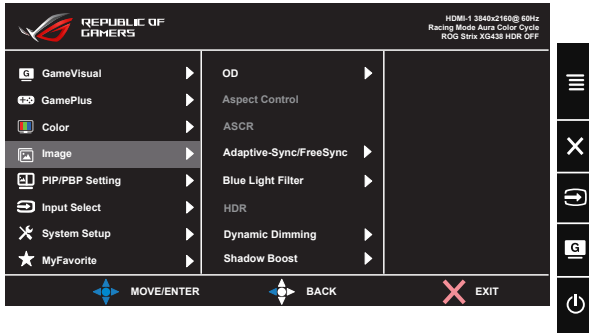 REPUBLIC OF
GAMERS
HDMI-1 3840x2160@ 60Hz
Racing Mode Aura Color Cycle
ROG Strix XG438 HDR OFF
G GameVisual
GamePlus
Color
Image
PIP/PBP Setting
Input Select
System Setup
MyFavorite
OD
Aspect Control
ASCR
Adaptive-Sync/FreeSync
Blue Light Filter
HDR
Dynamic Dimming
Shadow Boost
MOVE/ENTER
BACK
EXIT
G